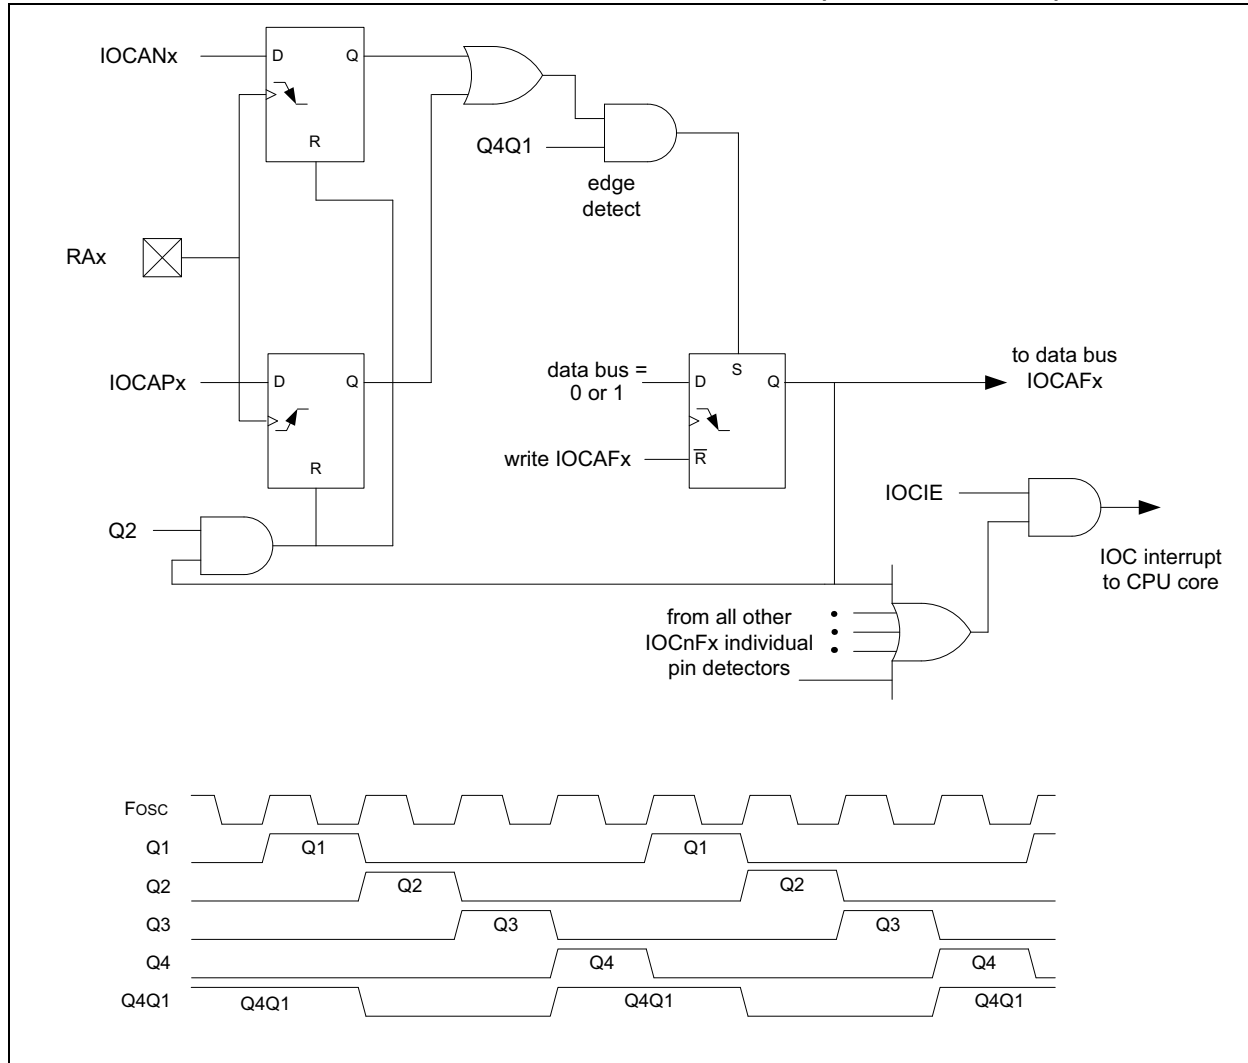 IOCANx
D
Q
R
Q4Q1
edge
detect
RAx
IOCAPx
D
Q
R
data bus =
0 or 1
D
S
Q
to data bus
IOCAFx
write IOCAFx
R̅
IOCIE
Q2
IOC interrupt
to CPU core
from all other
IOCnFx individual
pin detectors
FOSC
Q1
Q1
Q1
Q2
Q2
Q2
Q3
Q3
Q3
Q4
Q4
Q4
Q4Q1
Q4Q1
Q4Q1
Q4Q1